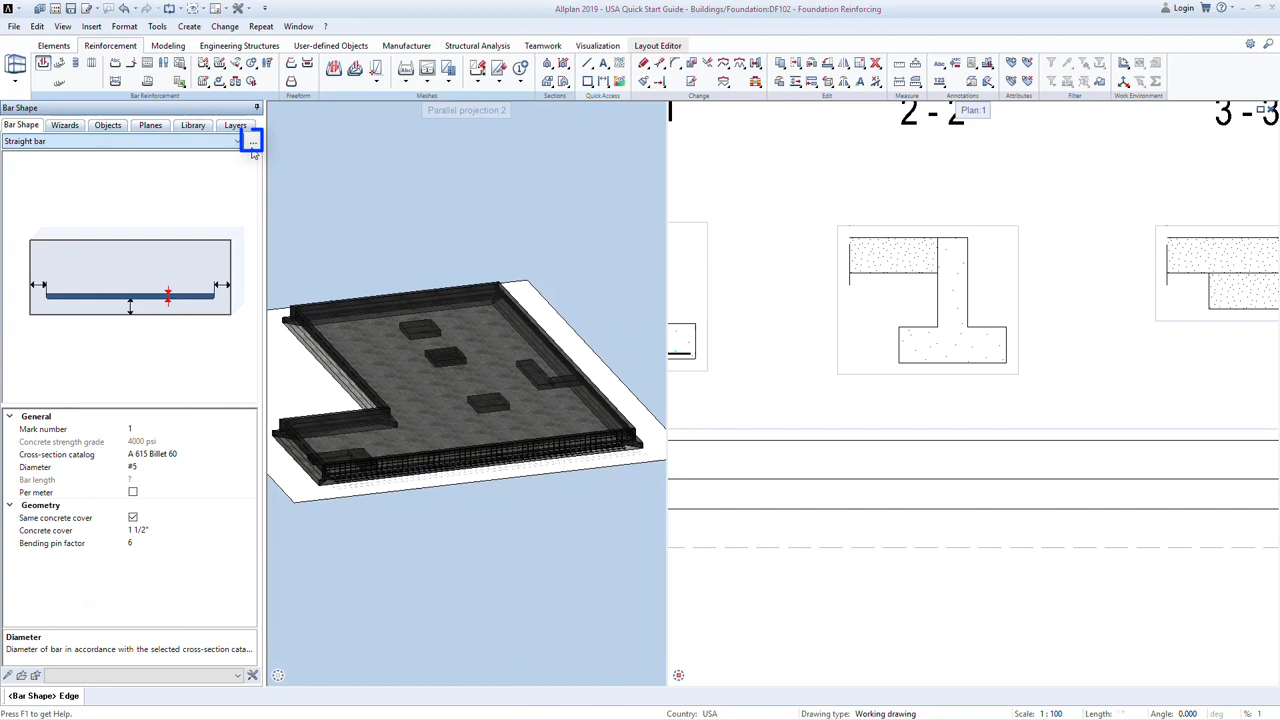 Allplan 2019 - USA Quick Start Guide - Buildings/Foundation:DF102 - Foundation Reinforcing
Login
File Edit View Insert Format Tools Create Change Repeat Window ?
Elements Reinforcement Modeling Engineering Structures User-defined Objects Manufacturer Structural Analysis Teamwork Visualization Layout Editor
Bar Reinforcement Freeform Meshes Sections Quick Access Change Edit Measure Annotations Attributes Filter Work Environment
Bar Shape
Bar Shape Wizards Objects Planes Library Layers
Straight bar ...
Parallel projection:2
Plan:1
2 - 2
3 - 3
General
Mark number 1
Concrete strength grade 4000 psi
Cross-section catalog A 615 Billet 60
Diameter #5
Bar length ?
Per meter
Geometry
Same concrete cover
Concrete cover 1 1/2"
Bending pin factor 6
Diameter
Diameter of bar in accordance with the selected cross-section cata...
<Bar Shape> Edge
Press F1 to get Help.
Country: USA
Drawing type: Working drawing
Scale: 1 : 100
Length:
Angle: 0.000 deg
%: 1